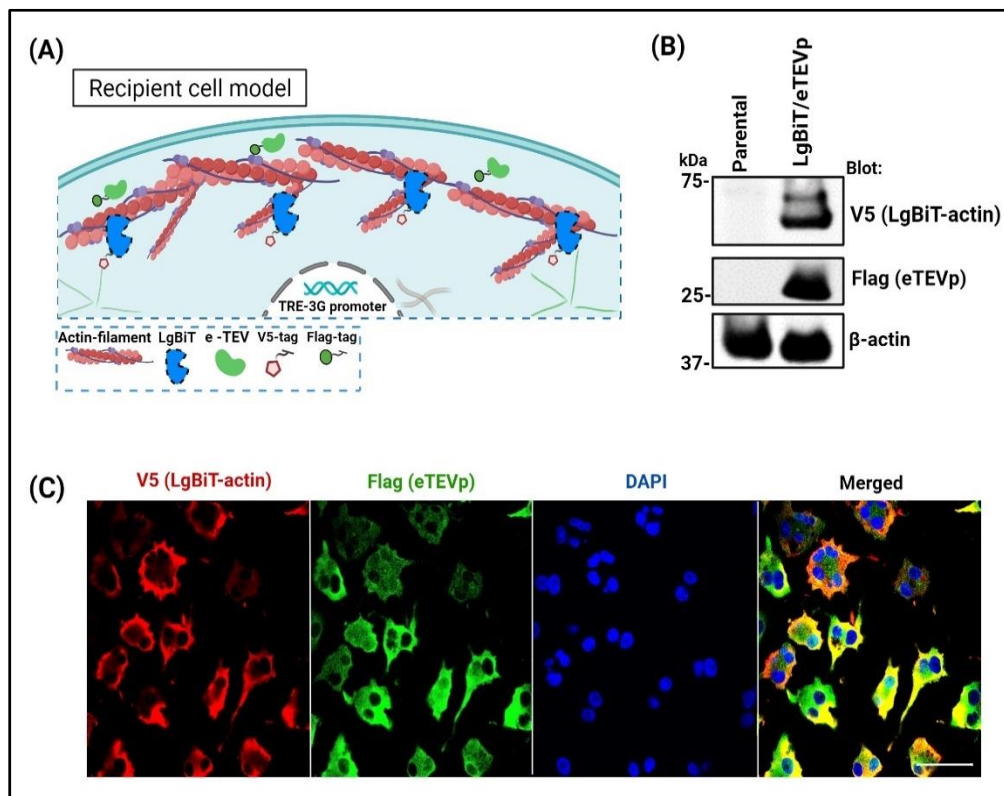 (A)
Recipient cell model
TRE-3G promoter
Actin-filament LgBiT e -TEV V5-tag Flag-tag
(B)
Parental
LgBiT/eTEVp
kDa
Blot:
75-
V5 (LgBiT-actin)
Flag (eTEVp)
25-
β-actin
37-
(C)
V5 (LgBiT-actin) Flag (eTEVp) DAPI Merged